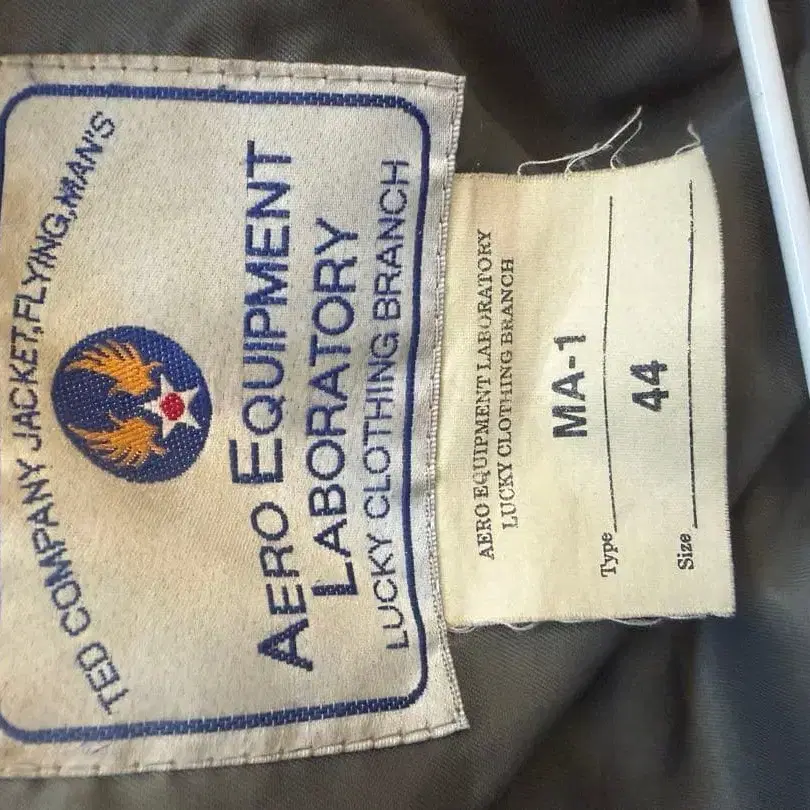 TED COMPANY JACKET,FLYING,MAN'S
AERO EQUIPMENT
LABORATORY
LUCKY CLOTHING BRANCH
AERO EQUIPMENT LABORATORY
LUCKY CLOTHING BRANCH
Type MA-1
Size 44